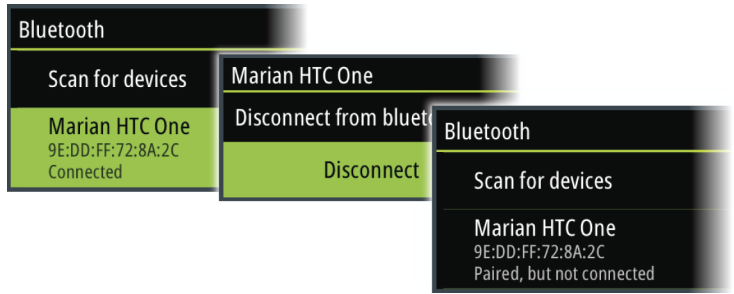 Bluetooth
Scan for devices
Marian HTC One
9E:DD:FF:72:8A:2C
Connected
Marian HTC One
Disconnect from
Disconnect
Bluetooth
Scan for devices
Marian HTC One
9E:DD:FF:72:8A:2C
Paired, but not connected